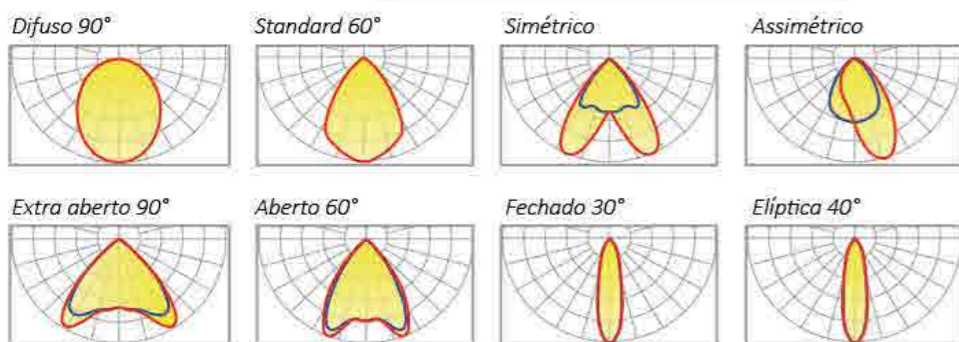 Difuso 90°
Standard 60°
Simétrico
Assimétrico
Extra aberto 90°
Aberto 60°
Fechado 30°
Elíptica 40°